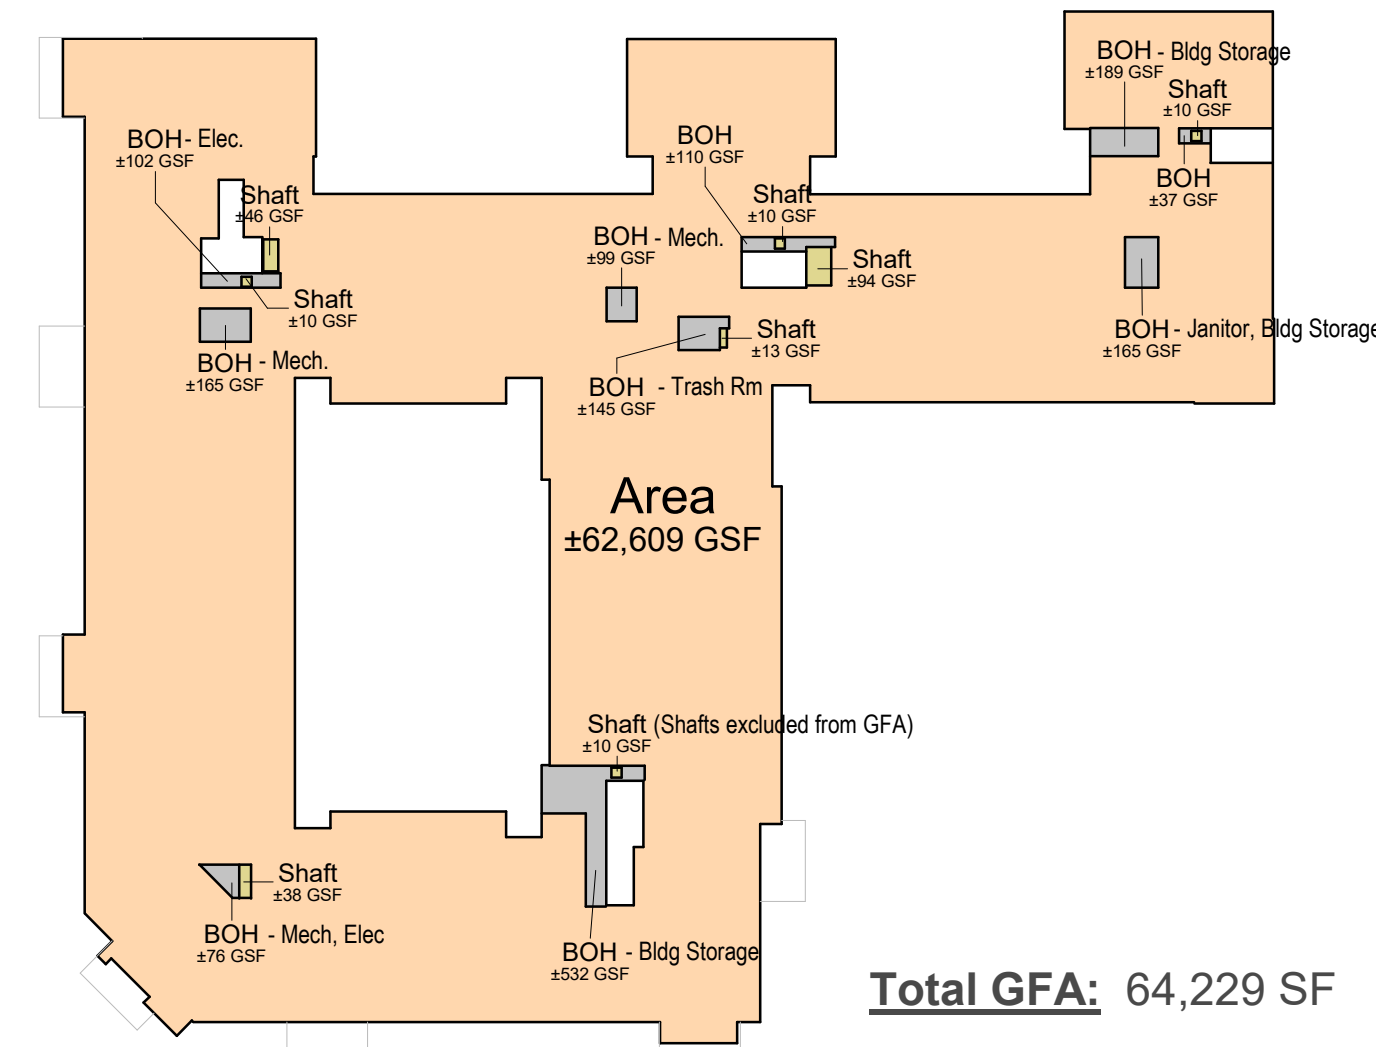 BOH - Bldg Storage
±189 GSF
Shaft
±10 GSF
BOH - Elec.
±102 GSF
BOH
±110 GSF
BOH
±37 GSF
Shaft
±46 GSF
Shaft
±10 GSF
BOH - Mech.
±99 GSF
Shaft
±94 GSF
Shaft
±10 GSF
Shaft
±13 GSF
BOH - Janitor, Bldg Storage
±165 GSF
BOH - Mech.
±165 GSF
BOH - Trash Rm
±145 GSF
Area
±62,609 GSF
Shaft (Shafts excluded from GFA)
±10 GSF
Shaft
±38 GSF
BOH - Mech, Elec
±76 GSF
BOH - Bldg Storage
±532 GSF
Total GFA: 64,229 SF